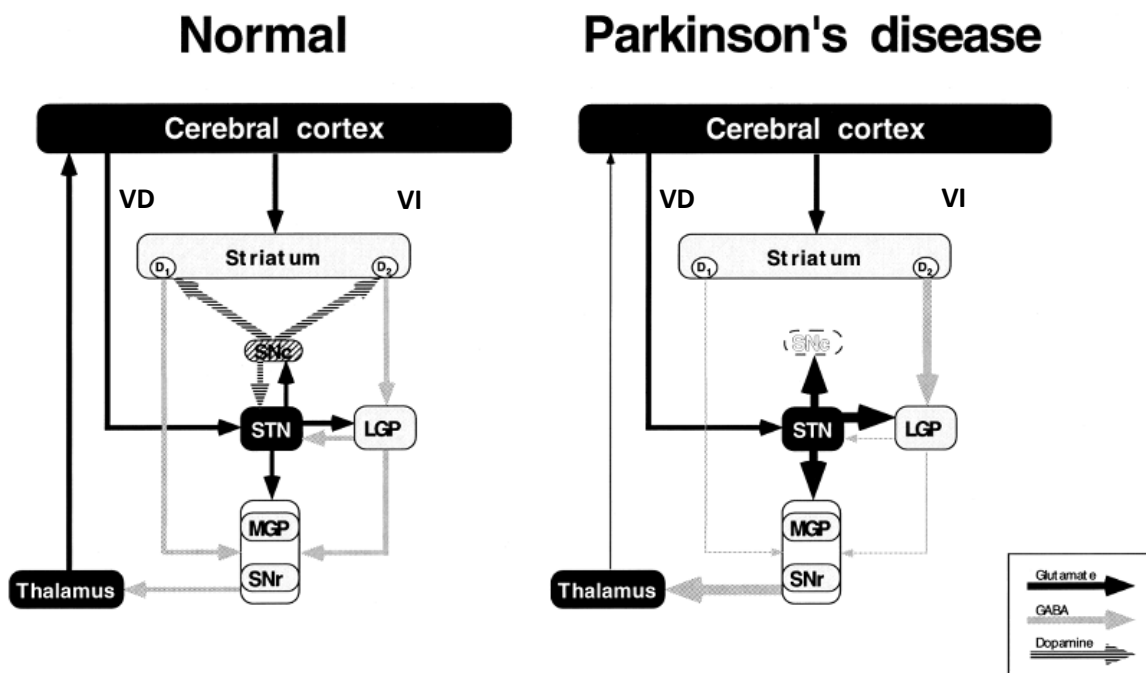 Normal
Parkinson's disease
Cerebral cortex
VD
VI
Striatum
D1
D2
SNc
STN
LGP
MGP
SNr
Thalamus
Cerebral cortex
VD
VI
Striatum
D1
D2
SNc
STN
LGP
MGP
SNr
Thalamus
Glutamate
GABA
Dopamine